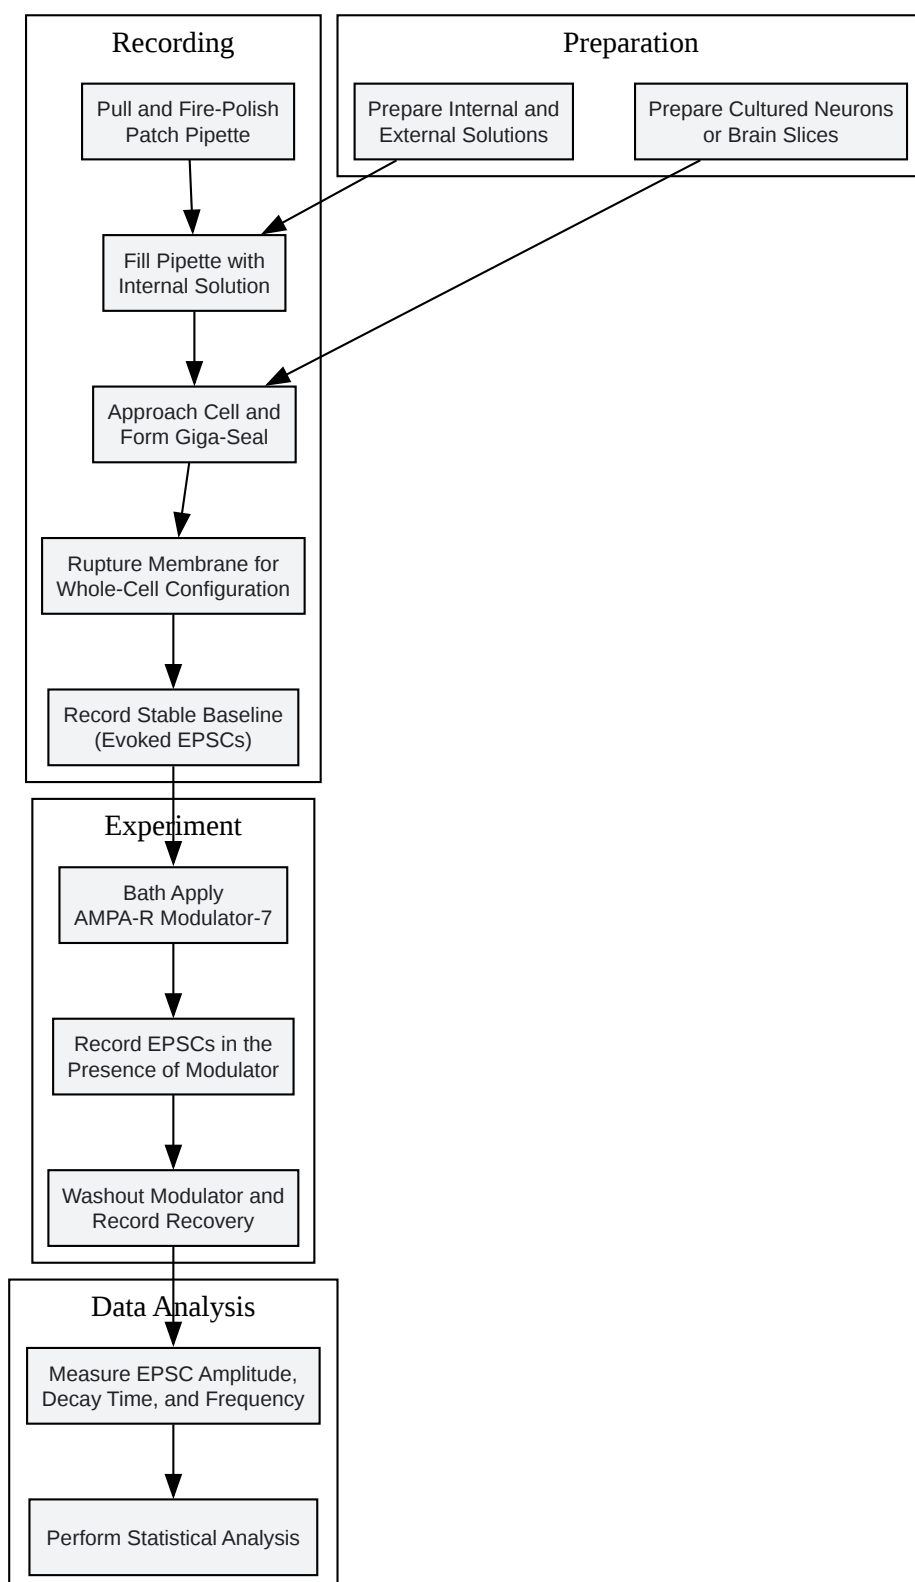 Recording
Pull and Fire-Polish
Patch Pipette
Preparation
Prepare Internal and
External Solutions
Prepare Cultured Neurons
or Brain Slices
Fill Pipette with
Internal Solution
Approach Cell and
Form Giga-Seal
Rupture Membrane for
Whole-Cell Configuration
Record Stable Baseline
(Evoked EPSCs)
Experiment
Bath Apply
AMPA-R Modulator-7
Record EPSCs in the
Presence of Modulator
Washout Modulator and
Record Recovery
Data Analysis
Measure EPSC Amplitude,
Decay Time, and Frequency
Perform Statistical Analysis